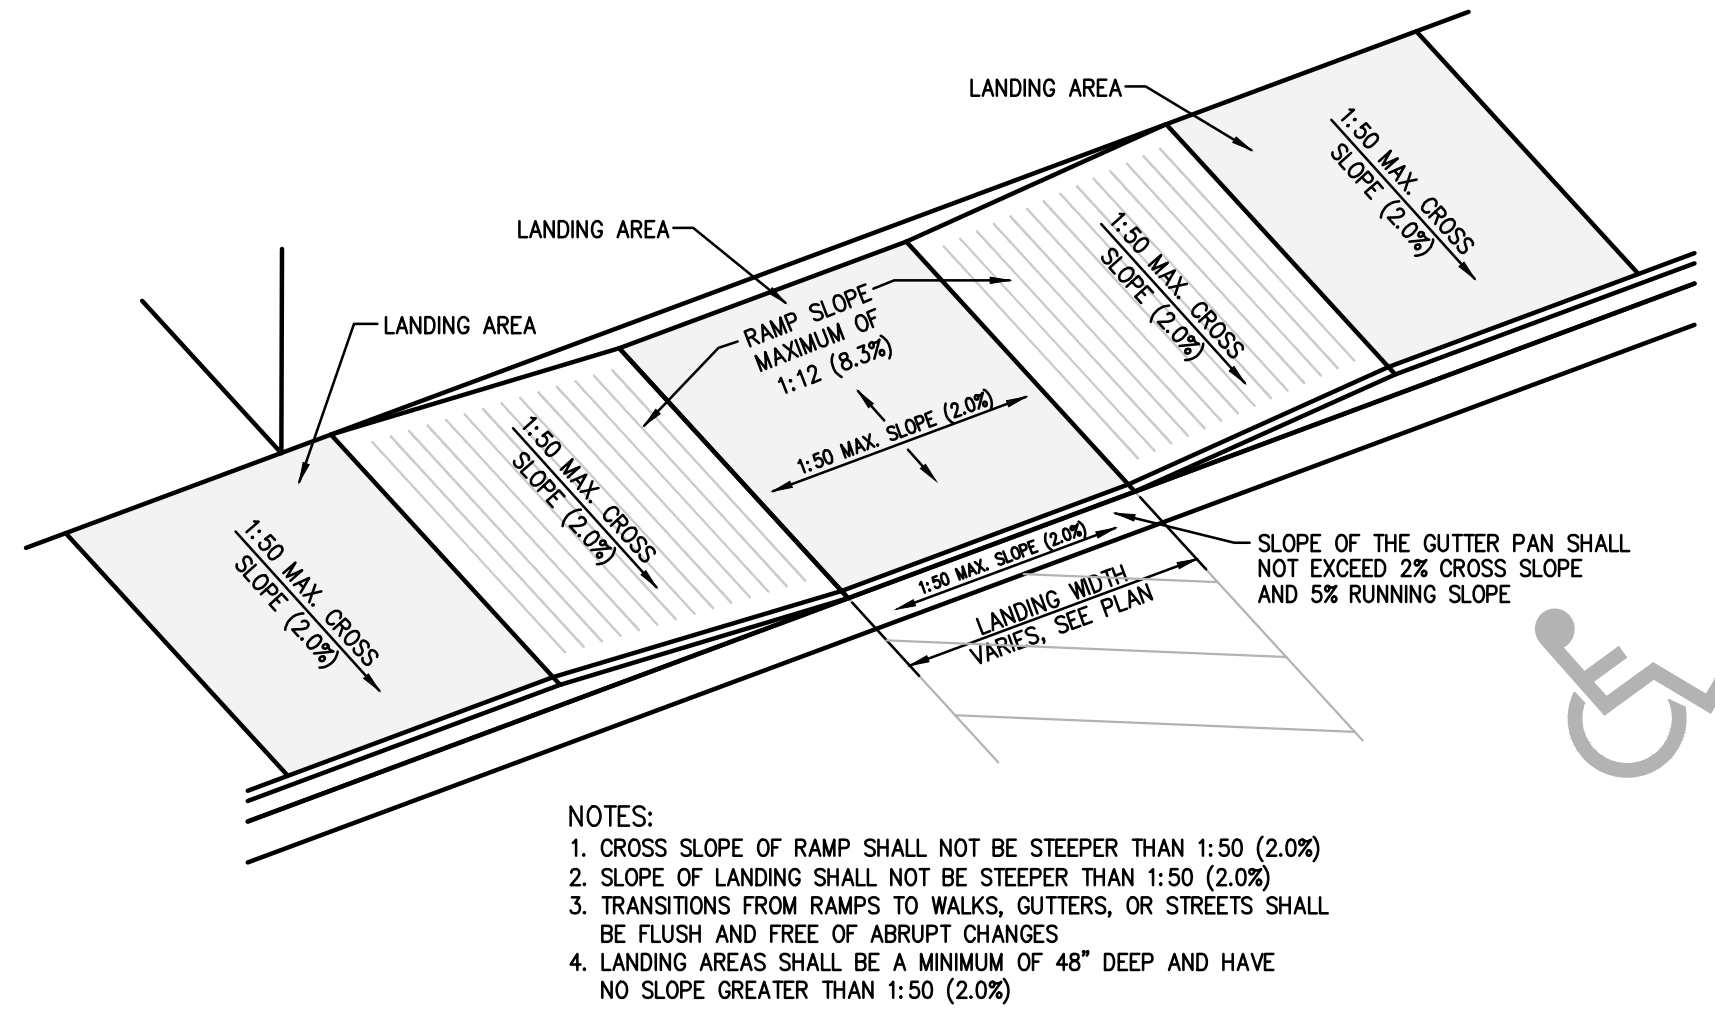 LANDING AREA
1:50 MAX. CROSS
SLOPE (2.0%)
LANDING AREA
1:50 MAX. CROSS
SLOPE (2.0%)
RAMP SLOPE
MAXIMUM OF
1:12 (8.3%)
LANDING AREA
1:50 MAX. SLOPE (2.0%)
1:50 MAX. CROSS
SLOPE (2.0%)
1:50 MAX. CROSS
SLOPE (2.0%)
1:50 MAX. SLOPE (2.0%)
SLOPE OF THE GUTTER PAN SHALL
NOT EXCEED 2% CROSS SLOPE
AND 5% RUNNING SLOPE
LANDING WIDTH
VARIES, SEE PLAN
NOTES:
1. CROSS SLOPE OF RAMP SHALL NOT BE STEEPER THAN 1:50 (2.0%)
2. SLOPE OF LANDING SHALL NOT BE STEEPER THAN 1:50 (2.0%)
3. TRANSITIONS FROM RAMPS TO WALKS, GUTTERS, OR STREETS SHALL
BE FLUSH AND FREE OF ABRUPT CHANGES
4. LANDING AREAS SHALL BE A MINIMUM OF 48" DEEP AND HAVE
NO SLOPE GREATER THAN 1:50 (2.0%)